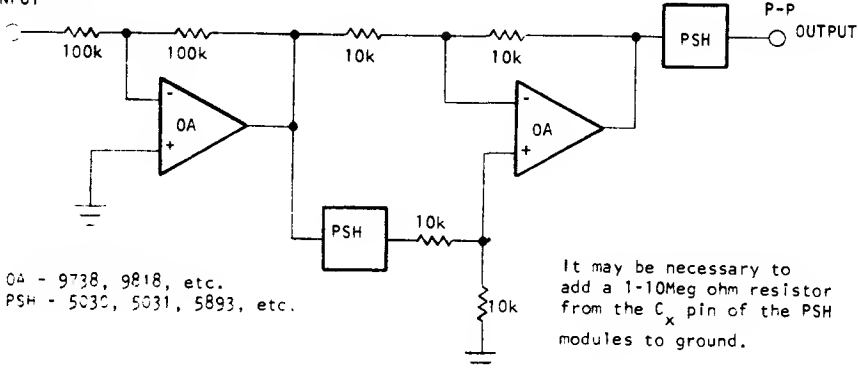 P-P
OUTPUT
100k
100k
10k
10k
PSH
-
OA
+
-
OA
+
PSH
10k
10k
OA - 9738, 9818, etc.
PSH - 5030, 5031, 5893, etc.
It may be necessary to
add a 1-10Meg ohm resistor
from the Cx pin of the PSH
modules to ground.